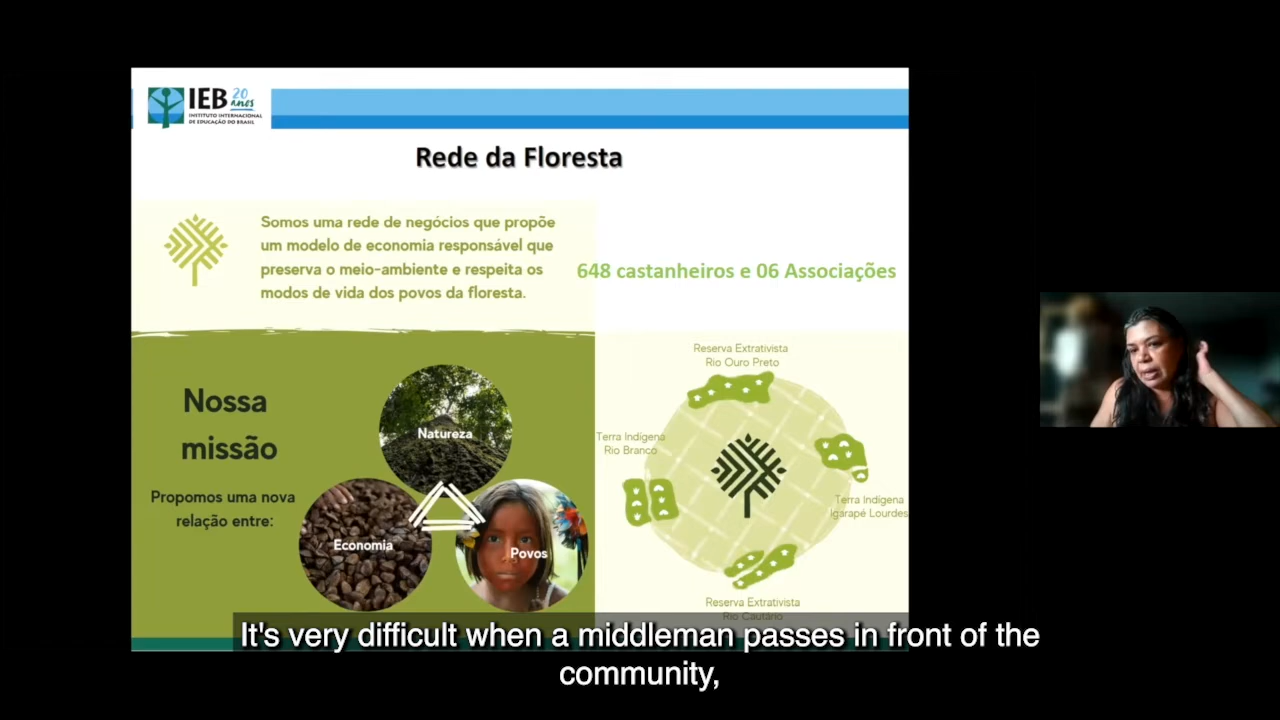 IEB 20 anos
INSTITUTO INTERNACIONAL
DE EDUCAÇÃO DO BRASIL
Rede da Floresta
Somos uma rede de negócios que propõe
um modelo de economia responsável que
preserva o meio-ambiente e respeita os
modos de vida dos povos da floresta.
648 castanheiros e 06 Associações
Nossa
missão
Propomos uma nova
relação entre:
Natureza
Economia
Povos
Reserva Extrativista
Rio Ouro Preto
Terra Indígena
Rio Branco
Terra Indígena
Igarapé Lourdes
Reserva Extrativista
Rio Cautário
It's very difficult when a middleman passes in front of the
community,